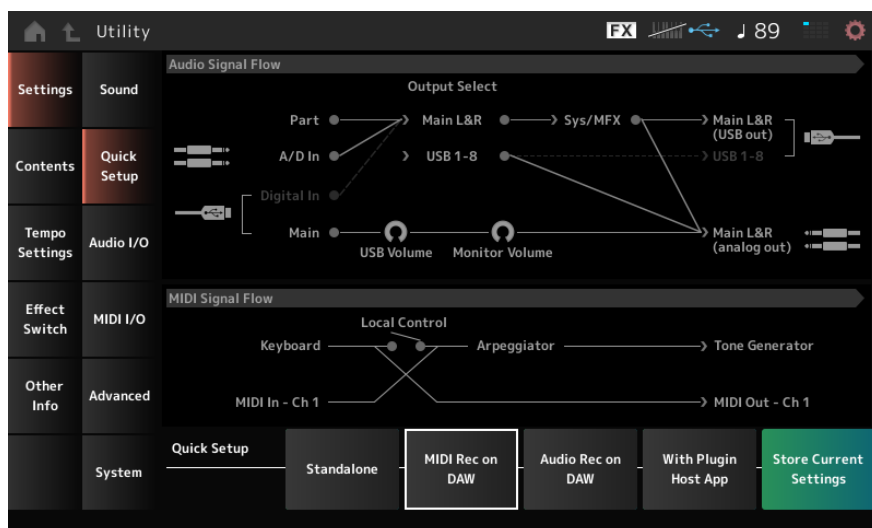 Utility
FX
♩ 89
Settings
Sound
Contents
Quick
Setup
Tempo
Settings
Audio I/O
Effect
Switch
MIDI I/O
Other
Info
Advanced
System
Audio Signal Flow
Output Select
Part
Main L&R
Sys/MFX
Main L&R
(USB out)
A/D In
USB 1-8
USB 1-8
Digital In
Main
USB Volume
Monitor Volume
Main L&R
(analog out)
MIDI Signal Flow
Local Control
Keyboard
Arpeggiator
Tone Generator
MIDI In - Ch 1
MIDI Out - Ch 1
Quick Setup
Standalone
MIDI Rec on
DAW
Audio Rec on
DAW
With Plugin
Host App
Store Current
Settings